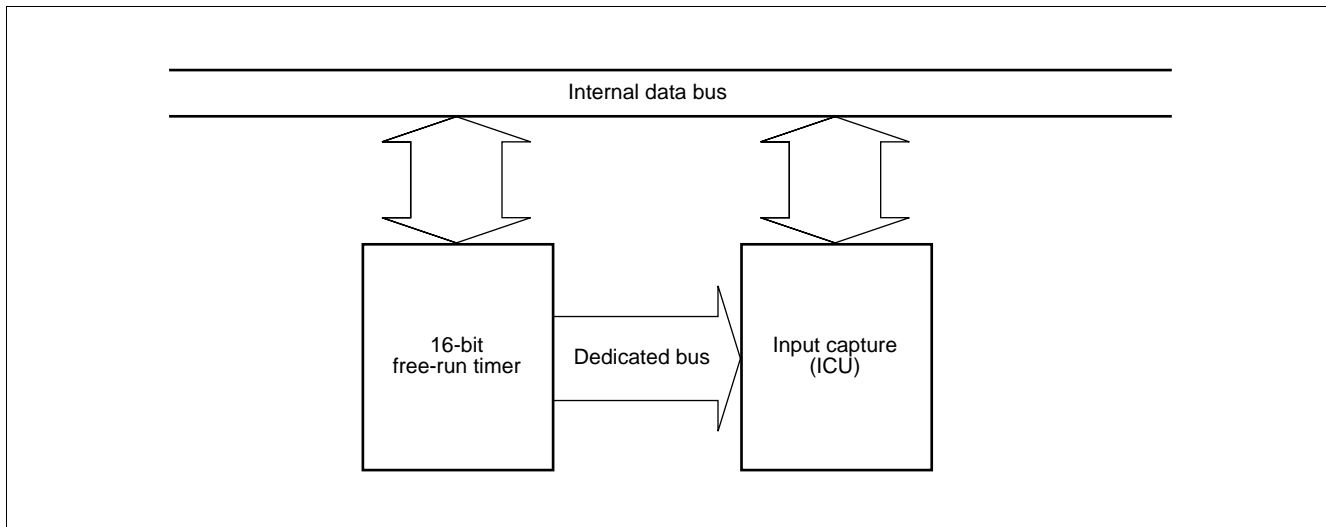 Internal data bus
16-bit
free-run timer
Dedicated bus
Input capture
(ICU)